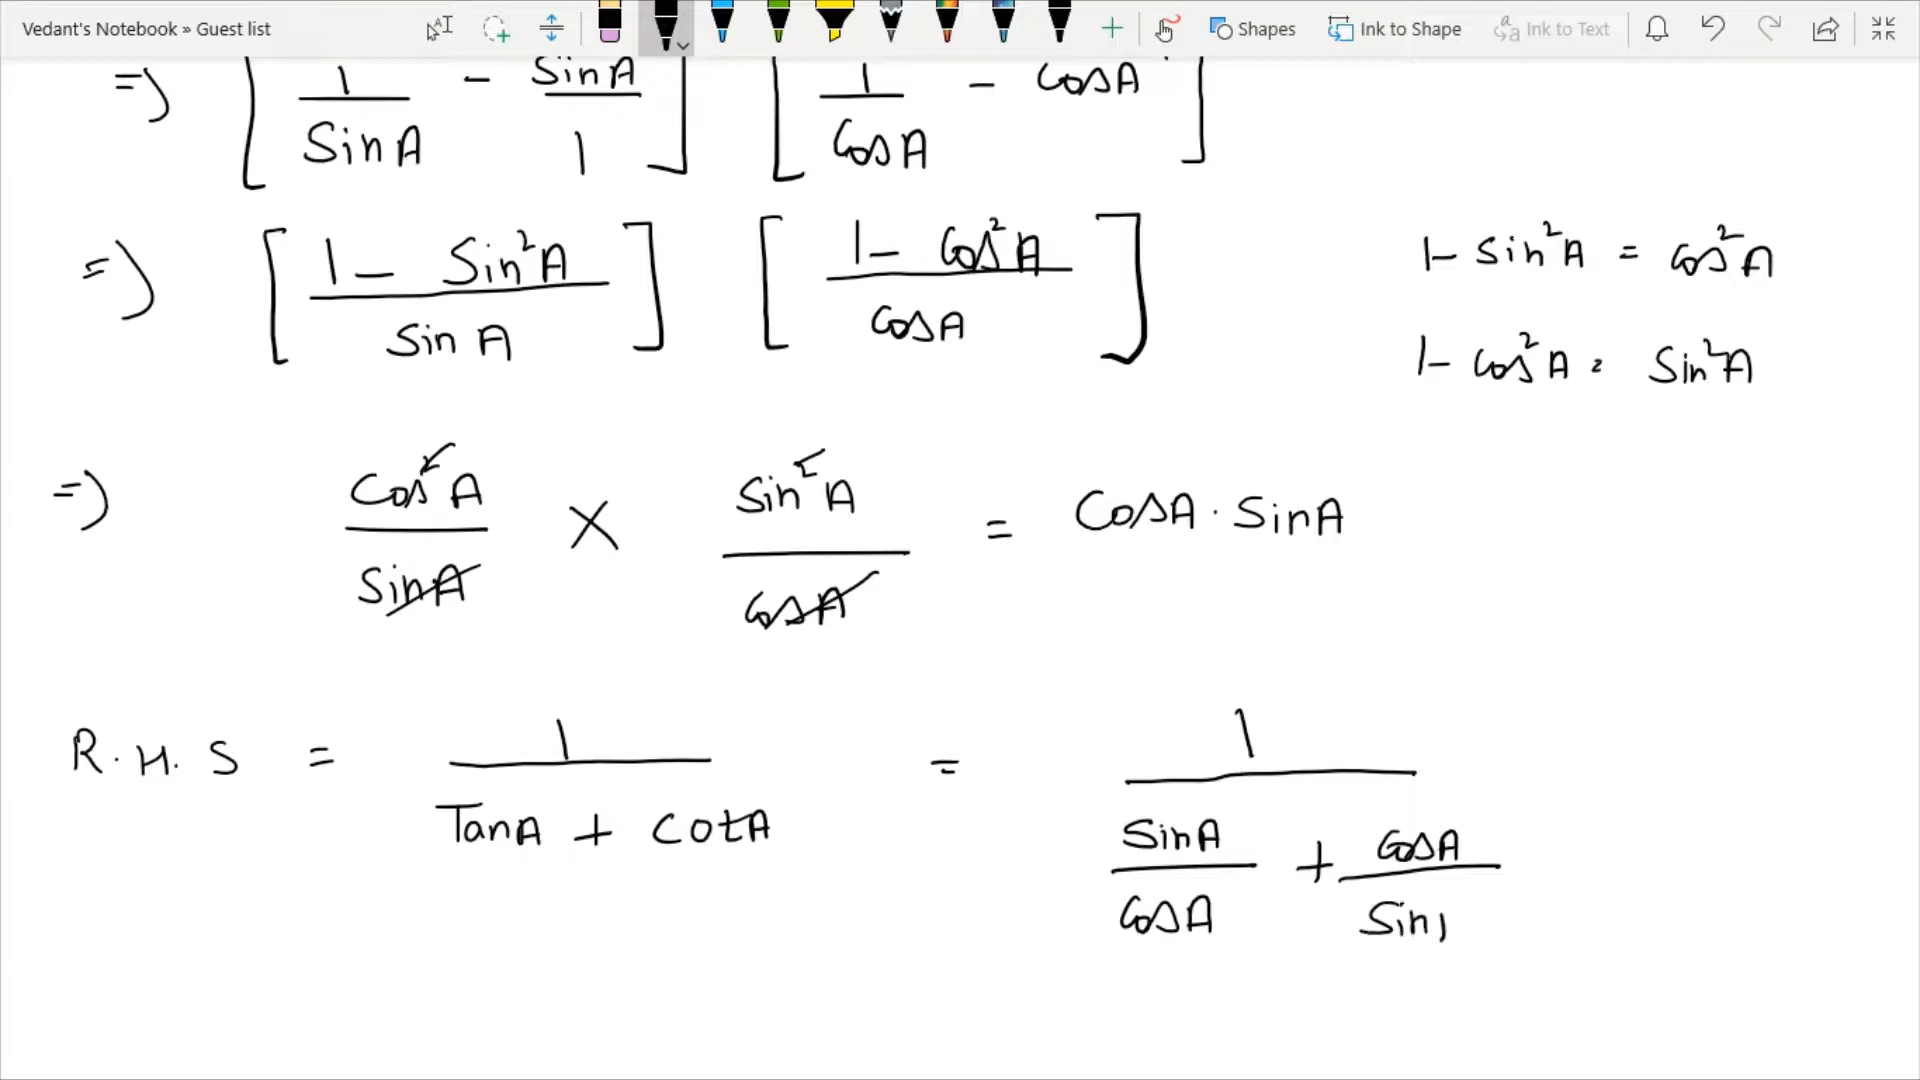 Vedant's Notebook » Guest list
Shapes
Ink to Shape
Ink to Text
=> [ 1/SinA - SinA/1 ] [ 1/CosA - CosA ]
=> [ (1 - Sin²A)/Sin A ] [ (1 - Cos²A)/CosA ]
1 - Sin²A = Cos²A
1 - Cos²A = Sin²A
=> Cos²A/SinA × Sin²A/CosA = CosA . SinA
R.H.S = 1/(TanA + CotA) = 1/(SinA/CosA + CosA/Sin)